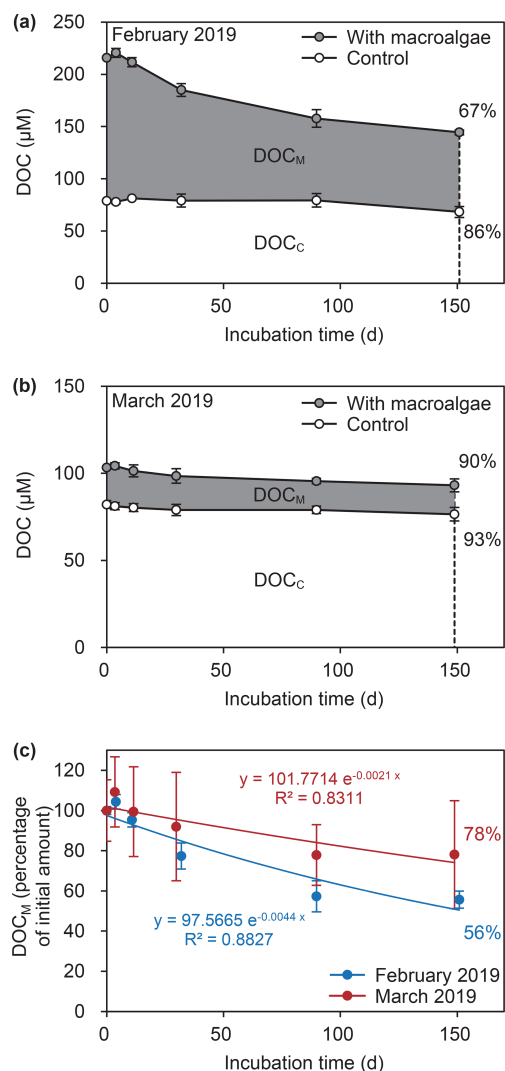 (a)
250
200
150
100
50
0
DOC (µM)
February 2019
With macroalgae
Control
67%
DOCM
86%
DOCC
0 50 100 150
Incubation time (d)
(b)
150
100
50
0
DOC (µM)
March 2019
With macroalgae
Control
90%
DOCM
93%
DOCC
0 50 100 150
Incubation time (d)
(c)
120
100
80
60
40
20
0
DOCM (percentage
of initial amount)
y = 101.7714 e-0.0021 x
R² = 0.8311
78%
y = 97.5665 e-0.0044 x
R² = 0.8827
56%
February 2019
March 2019
0 50 100 150
Incubation time (d)